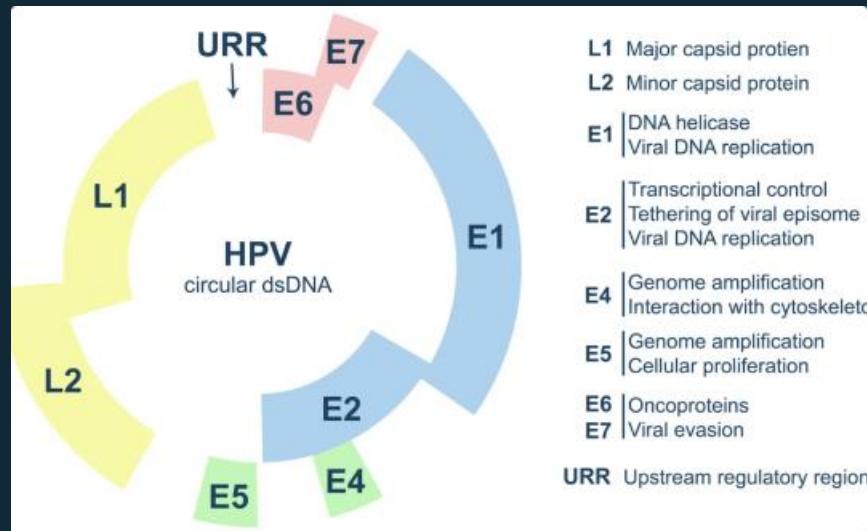 URR
E7
E6
L1
E1
HPV
circular dsDNA
L2
E2
E4
E5
L1 Major capsid protien
L2 Minor capsid protein
E1 DNA helicase
Viral DNA replication
E2 Transcriptional control
Tethering of viral episome
Viral DNA replication
E4 Genome amplification
Interaction with cytoskeleto
E5 Genome amplification
Cellular proliferation
E6 Oncoproteins
E7 Viral evasion
URR Upstream regulatory region